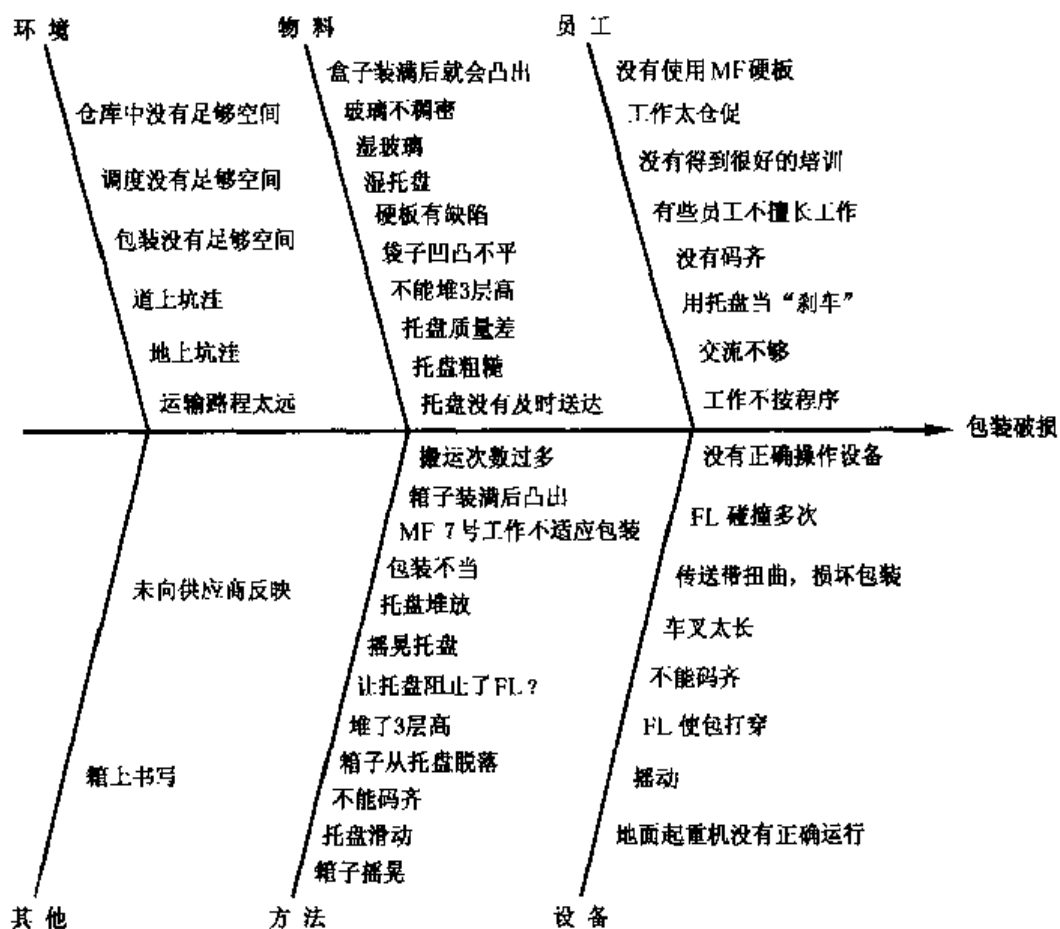 环境
仓库中没有足够空间
调度没有足够空间
包装没有足够空间
道上坑洼
地上坑洼
运输路程太远
物料
盒子装满后就会凸出
玻璃不稠密
湿玻璃
湿托盘
硬板有缺陷
袋子凹凸不平
不能堆3层高
托盘质量差
托盘粗糙
托盘没有及时送达
员工
没有使用MF硬板
工作太仓促
没有得到很好的培训
有些员工不擅长工作
没有码齐
用托盘当“刹车”
交流不够
工作不按程序
包装破损
未向供应商反映
箱上书写
其他
搬运次数过多
箱子装满后凸出
MF 7号工作不适应包装
包装不当
托盘堆放
摇晃托盘
让托盘阻止了FL?
堆了3层高
箱子从托盘脱落
不能码齐
托盘滑动
箱子摇晃
方法
没有正确操作设备
FL 碰撞多次
传送带扭曲，损坏包装
车叉太长
不能码齐
FL 使包打穿
摇动
地面起重机没有正确运行
设备